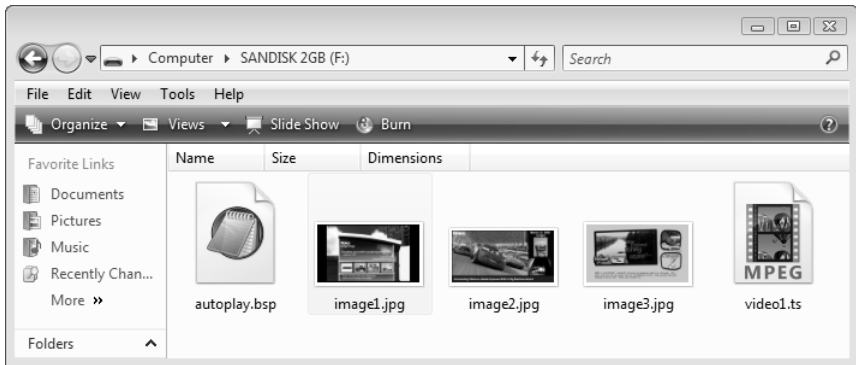 Computer SANDISK 2GB (F:) Search
File Edit View Tools Help
Organize Views Slide Show Burn
Favorite Links
Documents
Pictures
Music
Recently Chan...
More »
Folders
Name Size Dimensions
MPEG
autoplay.bsp image1.jpg image2.jpg image3.jpg video1.ts